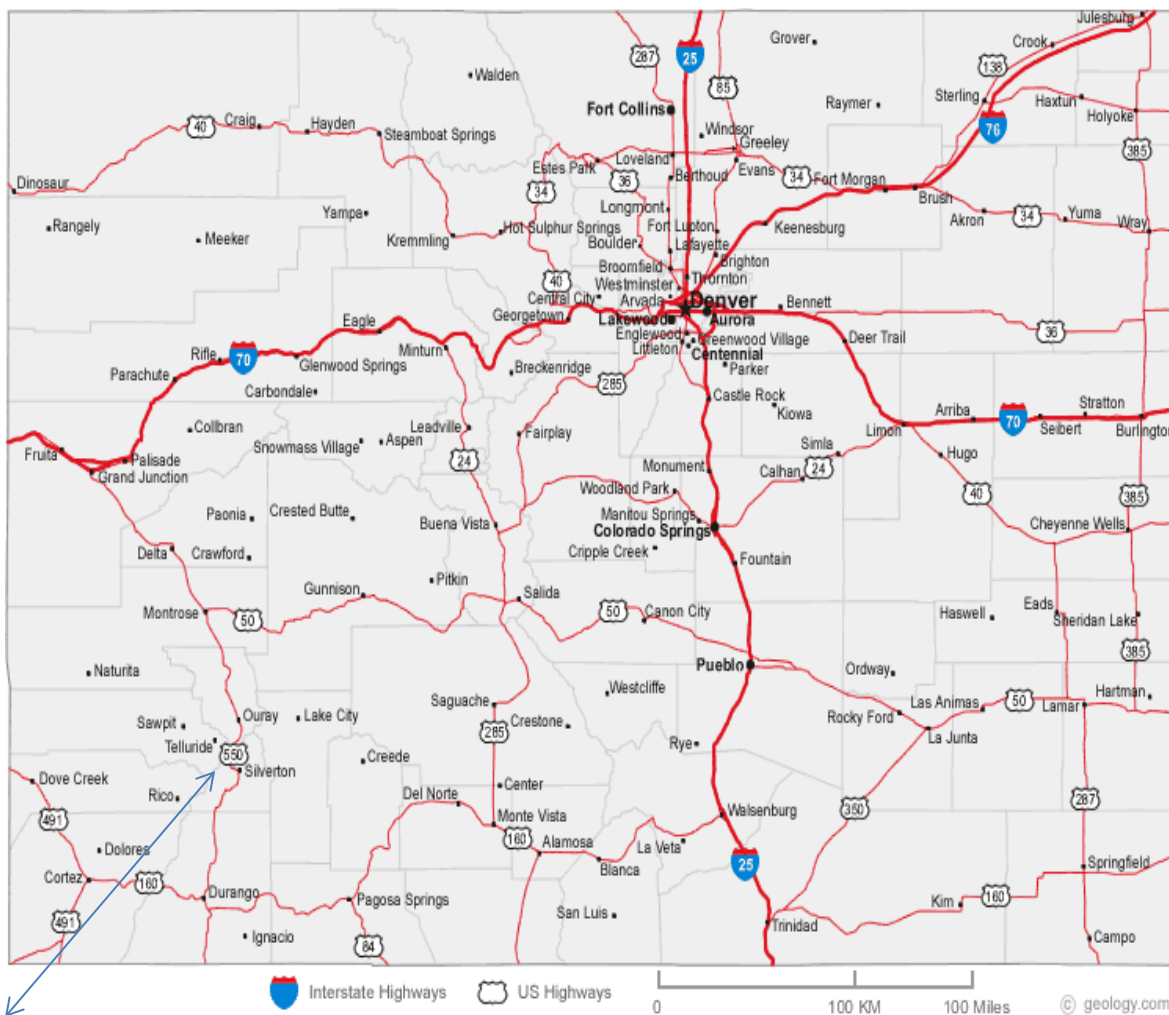 Julesburg
Grover
Crook
287
25
138
85
Walden
Sterling
Haxtun
Fort Collins
Raymer
Holyoke
Craig
Hayden
40
Steamboat Springs
Windsor
76
Greeley
385
Estes Park
Loveland
Evans
34
36
Berthoud
34
Fort Morgan
Dinosaur
Brush
Yampa
Longmont
Akron
34
Yuma
Rangely
Meeker
Kremmling
Hot Sulphur Springs
Fort Lupton
Keenesburg
Wray
Boulder
Lafayette
Brighton
Broomfield
40
Westminster
Thornton
Central City
Arvada
Denver
Bennett
Georgetown
Lakewood
Aurora
Eagle
Englewood
Greenwood Village
36
Rifle
70
Minturn
Littleton
Centennial
Deer Trail
Glenwood Springs
Parachute
Breckenridge
285
Parker
Carbondale
Castle Rock
Kiowa
Arriba
70
Stratton
Collbran
Leadville
Fairplay
Limon
Seibert
Burlington
Fruita
Snowmass Village
Aspen
Simla
Palisade
24
Hugo
Grand Junction
Monument
Calhan
24
Woodland Park
40
385
Paonia
Crested Butte
Buena Vista
Manitou Springs
Colorado Springs
Cheyenne Wells
Delta
Crawford
Cripple Creek
Fountain
Pitkin
Gunnison
Salida
Montrose
50
50
Canon City
Haswell
Eads
Sheridan Lake
385
Naturita
Pueblo
Ordway
Westcliffe
Hartman
Saguache
Las Animas
50
Lamar
Sawpit
Ouray
Lake City
Crestone
Rocky Ford
285
La Junta
Telluride
550
Rye
Silverton
Creede
Dove Creek
Center
Rico
Del Norte
287
491
Monte Vista
Walsenburg
350
160
Dolores
Alamosa
La Veta
25
Springfield
Cortez
160
Blanca
Durango
Pagosa Springs
Kim
160
491
San Luis
Trinidad
Ignacio
84
Campo
Interstate Highways
US Highways
0
100 KM
100 Miles
© geology.com